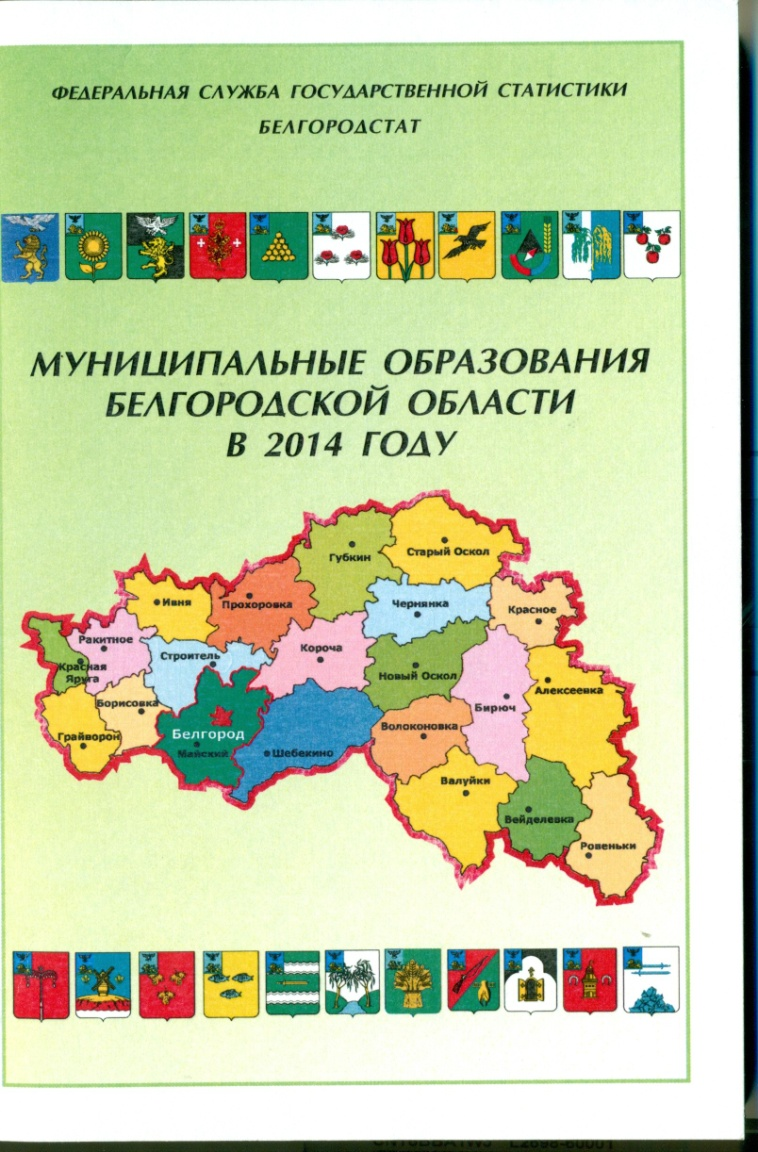 ФЕДЕРАЛЬНАЯ СЛУЖБА ГОСУДАРСТВЕННОЙ СТАТИСТИКИ
БЕЛГОРОДСТАТ
МУНИЦИПАЛЬНЫЕ ОБРАЗОВАНИЯ
БЕЛГОРОДСКОЙ ОБЛАСТИ
В 2014 ГОДУ
Губкин
Старый Оскол
Ивня
Прохоровка
Чернянка
Красное
Ракитное
Строитель
Короча
Красная
Яруга
Новый Оскол
Алексеевка
Борисовка
Бирюч
Грайворон
Белгород
Волоконовка
Майский
Шебекино
Валуйки
Вейделевка
Ровеньки